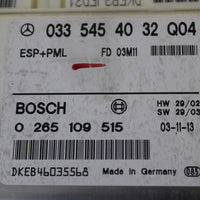 033 545 40 32 Q04
ESP+PML FD 03M11
BOSCH HW 29/02
SW 29/03
0 265 109 515 03-11-13
DKEB46035568 Made in Germany